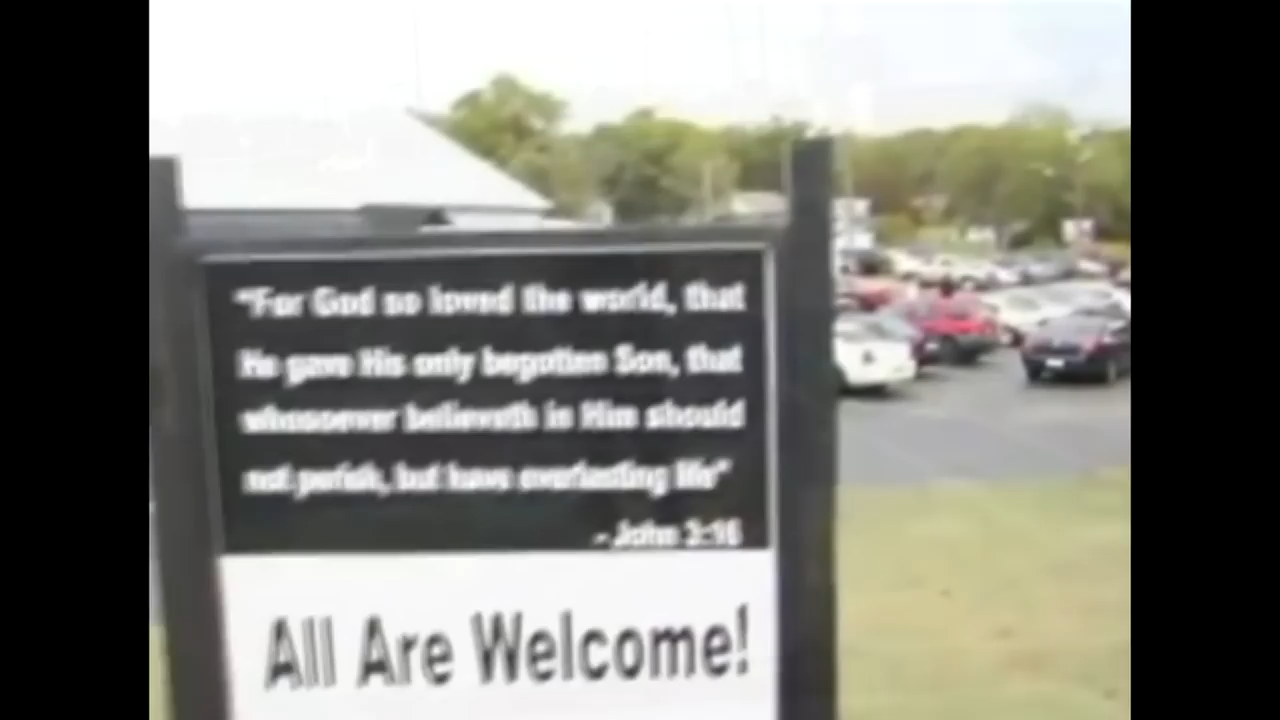 "For God so loved the world, that
He gave His only begotten Son, that
whosoever believeth in Him should
not perish, but have everlasting life"
- John 3:16
All Are Welcome!